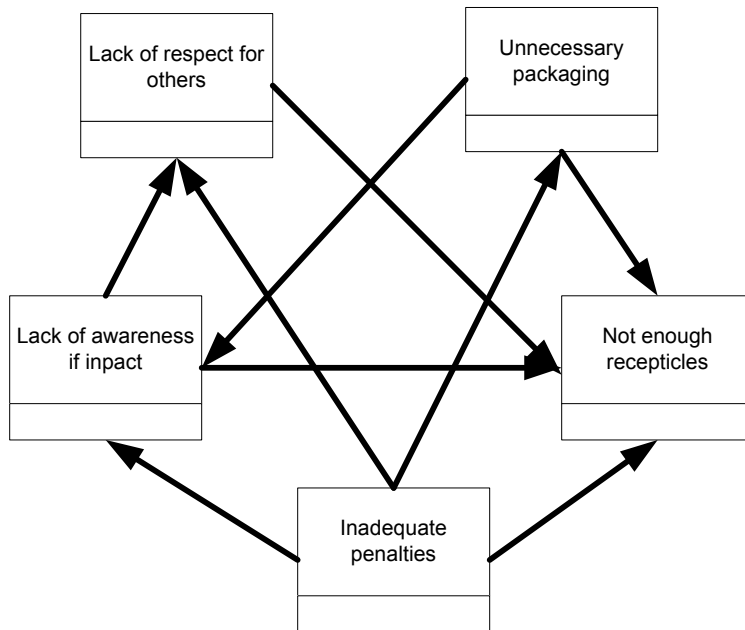 Lack of respect for
others
Unnecessary
packaging
Lack of awareness
if inpact
Not enough
recepticles
Inadequate
penalties